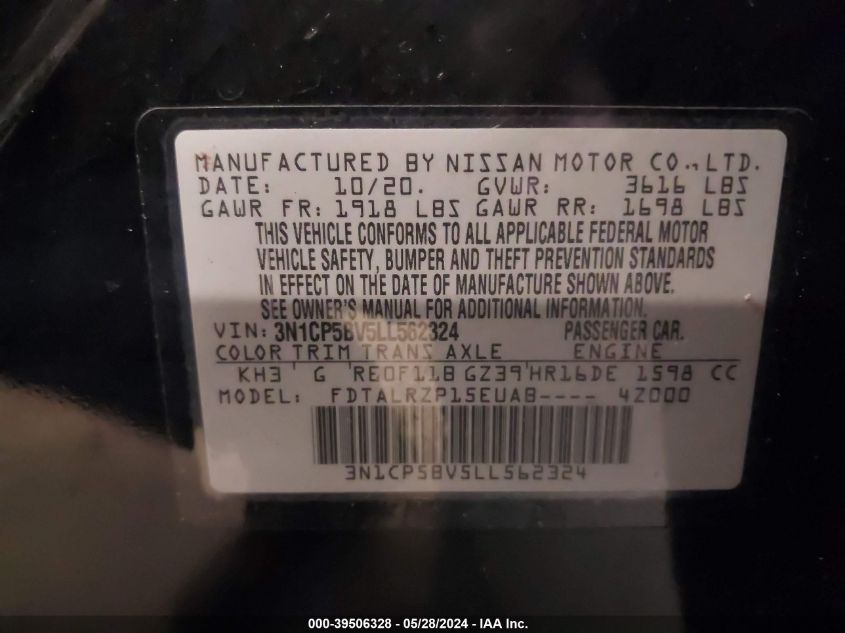 MANUFACTURED BY NISSAN MOTOR CO., LTD.
DATE: 10/20. GVWR: 3616 LBS
GAWR FR: 1918 LBS GAWR RR: 1698 LBS
THIS VEHICLE CONFORMS TO ALL APPLICABLE FEDERAL MOTOR
VEHICLE SAFETY, BUMPER AND THEFT PREVENTION STANDARDS
IN EFFECT ON THE DATE OF MANUFACTURE SHOWN ABOVE.
SEE OWNER'S MANUAL FOR ADDITIONAL INFORMATION.
VIN: 3N1CP5BV5LL562324 PASSENGER CAR.
COLOR TRIM TRANS AXLE ENGINE
KH3 G RE0F11B GZ39 HR16DE 1598 CC
MODEL: FDTALRZP15EUAB---- 4Z000
3N1CP5BV5LL562324
000-39506328 - 05/28/2024 - IAA Inc.